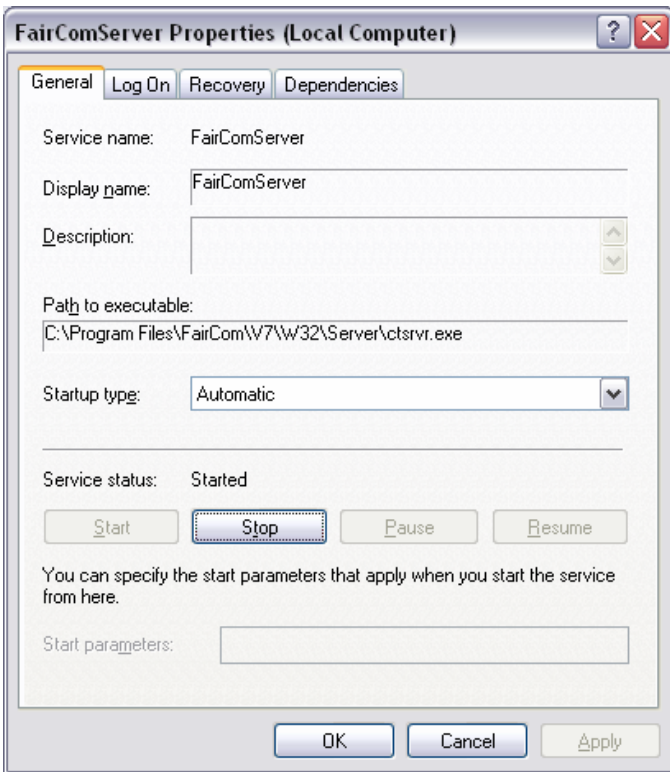 FairComServer Properties (Local Computer)
General Log On Recovery Dependencies
Service name: FairComServer
Display name: FairComServer
Description:
Path to executable:
C:\Program Files\FairCom\V7\W32\Server\ctsrvr.exe
Startup type: Automatic
Service status: Started
Start Stop Pause Resume
You can specify the start parameters that apply when you start the service
from here.
Start parameters:
OK Cancel Apply